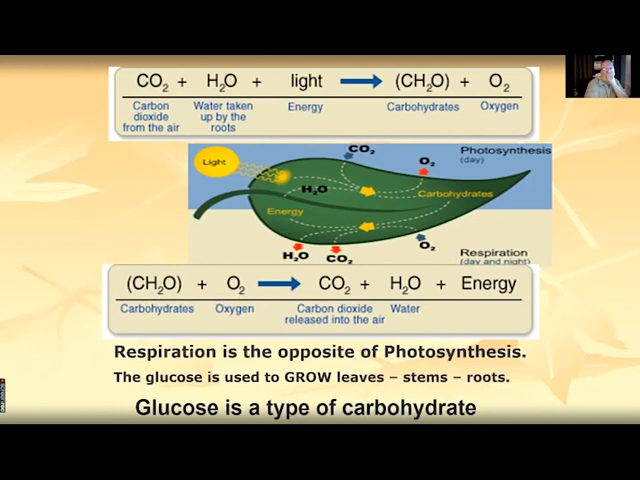 CO₂ + H₂O + light → (CH₂O) + O₂
Carbon dioxide from the air Water taken up by the roots Energy Carbohydrates Oxygen
Light
CO₂
O₂
Photosynthesis
(day)
H₂O
Carbohydrates
Energy
H₂O
CO₂
O₂
Respiration
(day and night)
(CH₂O) + O₂ → CO₂ + H₂O + Energy
Carbohydrates Oxygen Carbon dioxide released into the air Water
Respiration is the opposite of Photosynthesis.
The glucose is used to GROW leaves – stems – roots.
Glucose is a type of carbohydrate